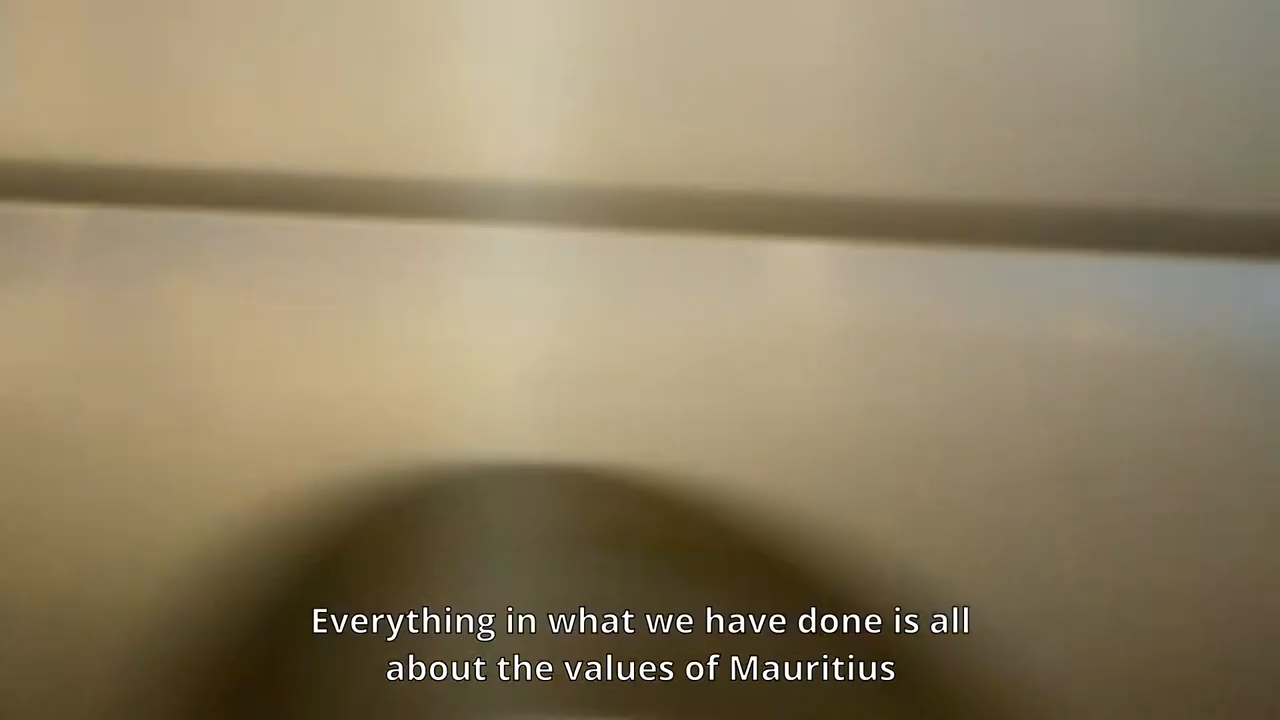 Everything in what we have done is all
about the values of Mauritius